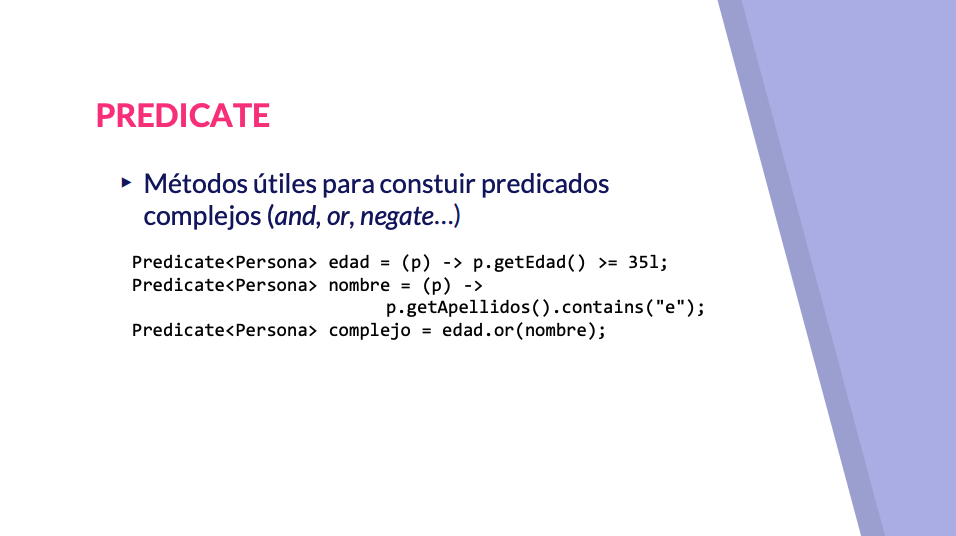 PREDICATE
▸ Métodos útiles para constuir predicados
complejos (and, or, negate…)
Predicate<Persona> edad = (p) -> p.getEdad() >= 35l;
Predicate<Persona> nombre = (p) ->
p.getApellidos().contains("e");
Predicate<Persona> complejo = edad.or(nombre);